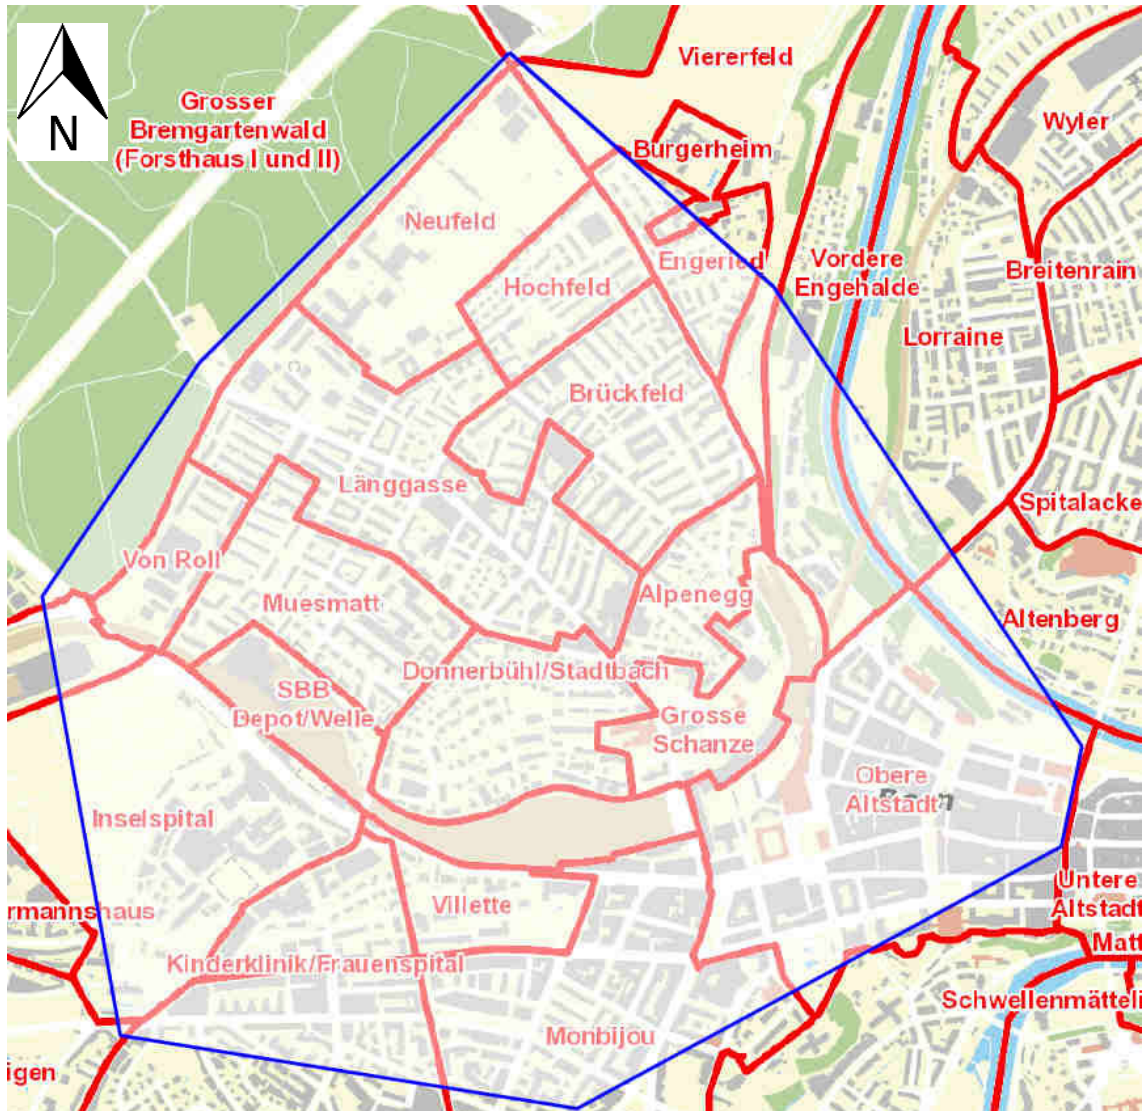 N
Grosser
Bremgartenwald
(Forsthaus I und II)
Viererfeld
Burgerheim
Wyler
Neufeld
Engeried
Vordere
Engehalde
Breitenrain
Hochfeld
Lorraine
Brückfeld
Länggasse
Spitalacke
Von Roll
Muesmatt
Alpenegg
Altenberg
Donnerbühl/Stadtbach
SBB
Depot/Welle
Grosse
Schanze
Obere
Altstadt
Bern
Inselspital
Untere
Altstadt
rmannshaus
Villette
Matt
Kinderklinik/Frauenspital
Schwellenmätteli
Monbijou
igen